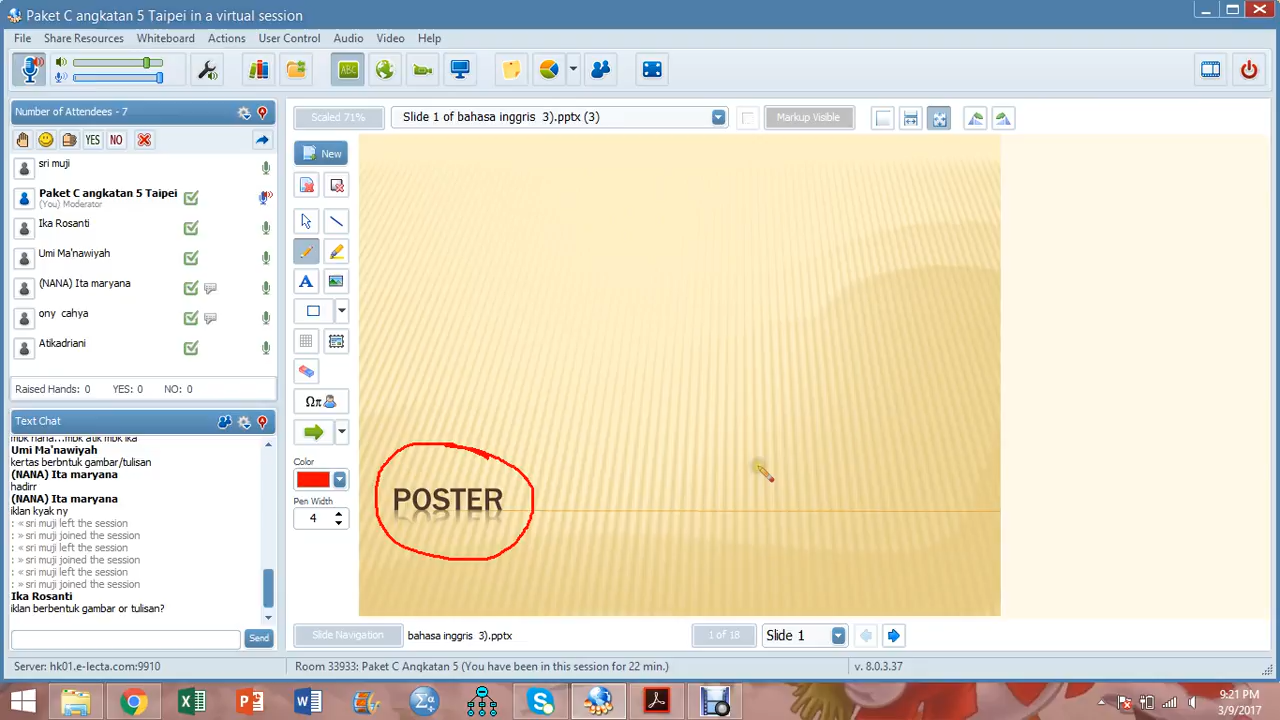 Paket C angkatan 5 Taipei in a virtual session
File Share Resources Whiteboard Actions User Control Audio Video Help
ABC
Number of Attendees - 7
YES NO
sri muji
Paket C angkatan 5 Taipei
(You) Moderator
Ika Rosanti
Umi Ma'nawiyah
(NANA) Ita maryana
ony cahya
Atikadriani
Raised Hands: 0 YES: 0 NO: 0
Text Chat
mbk nana...mbk atik mbk ika
Umi Ma'nawiyah
kertas berbntuk gambar/tulisan
(NANA) Ita maryana
hadirr
(NANA) Ita maryana
iklan kyak ny
: « sri muji left the session
: » sri muji joined the session
: « sri muji left the session
: » sri muji joined the session
: « sri muji left the session
: » sri muji joined the session
Ika Rosanti
iklan berbentuk gambar or tulisan?
Send
Scaled 71%
Slide 1 of bahasa inggris 3).pptx (3)
Markup Visible
New
A
Ωπ
Color
Pen Width
4
POSTER
Slide Navigation
bahasa inggris 3).pptx
1 of 18
Slide 1
Server: hk01.e-lecta.com:9910
Room 33933: Paket C Angkatan 5 (You have been in this session for 22 min.)
v. 8.0.3.37
9:21 PM
3/9/2017